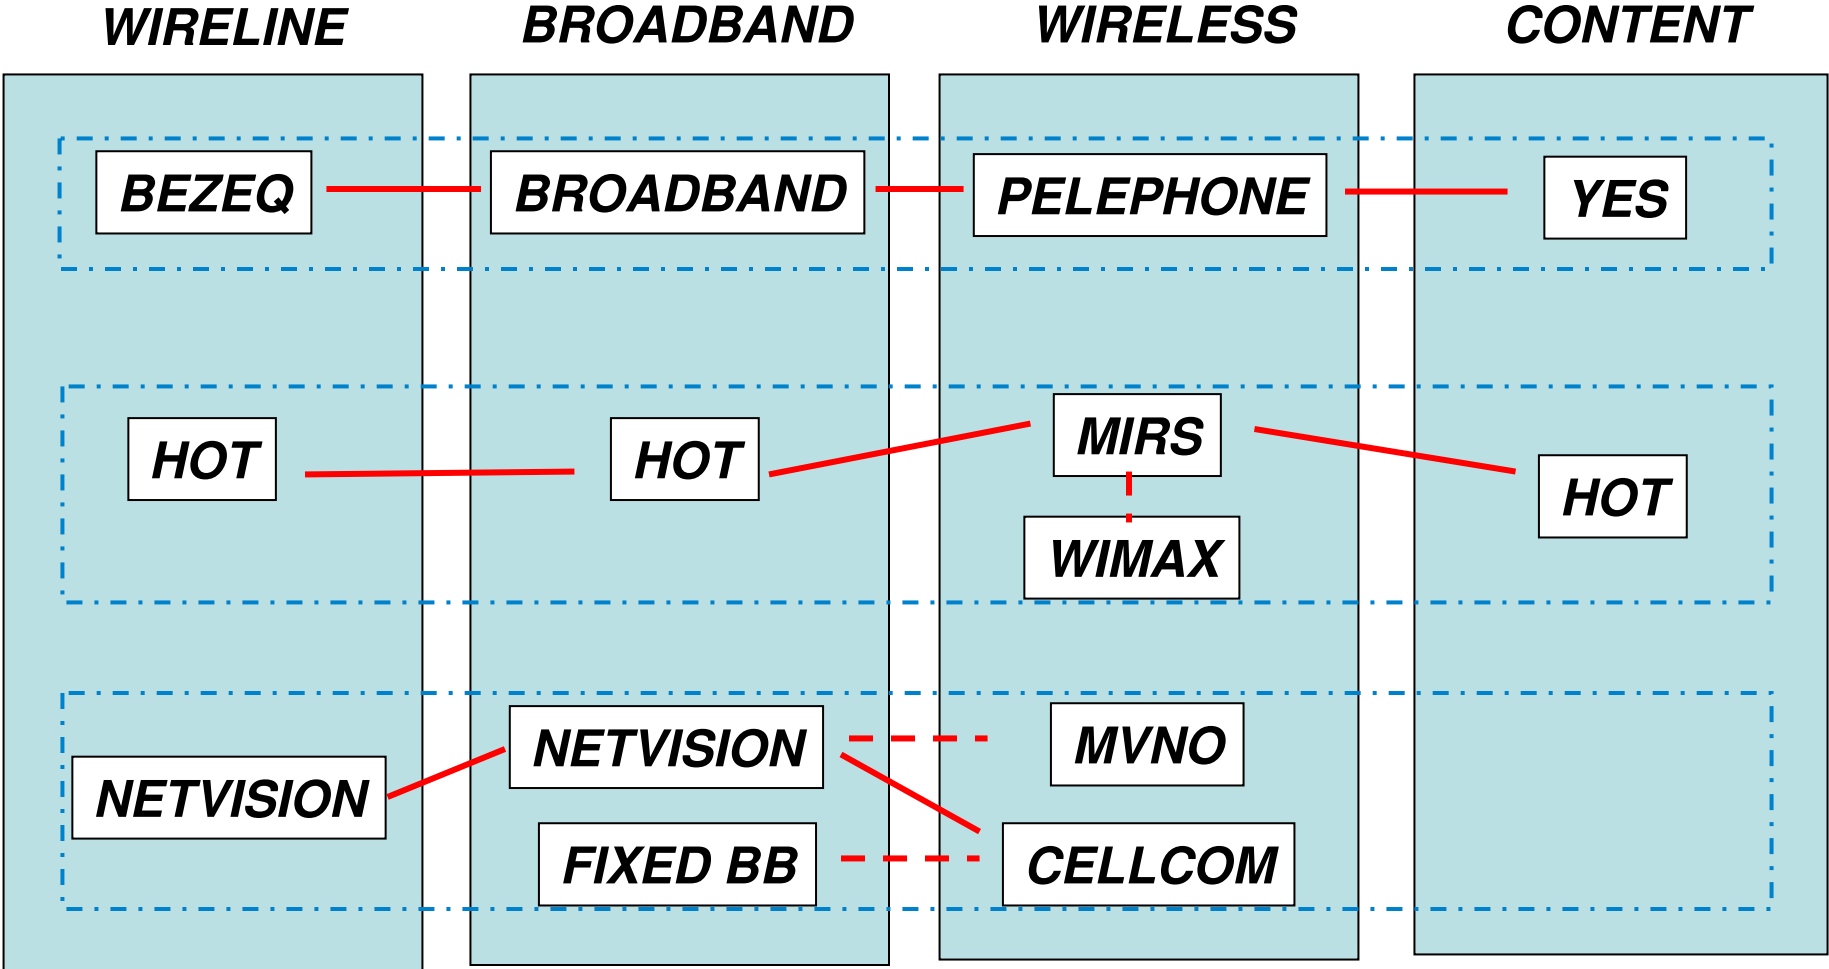 WIRELINE
BROADBAND
WIRELESS
CONTENT
BEZEQ
BROADBAND
PELEPHONE
YES
HOT
HOT
MIRS
HOT
WIMAX
NETVISION
NETVISION
MVNO
FIXED BB
CELLCOM